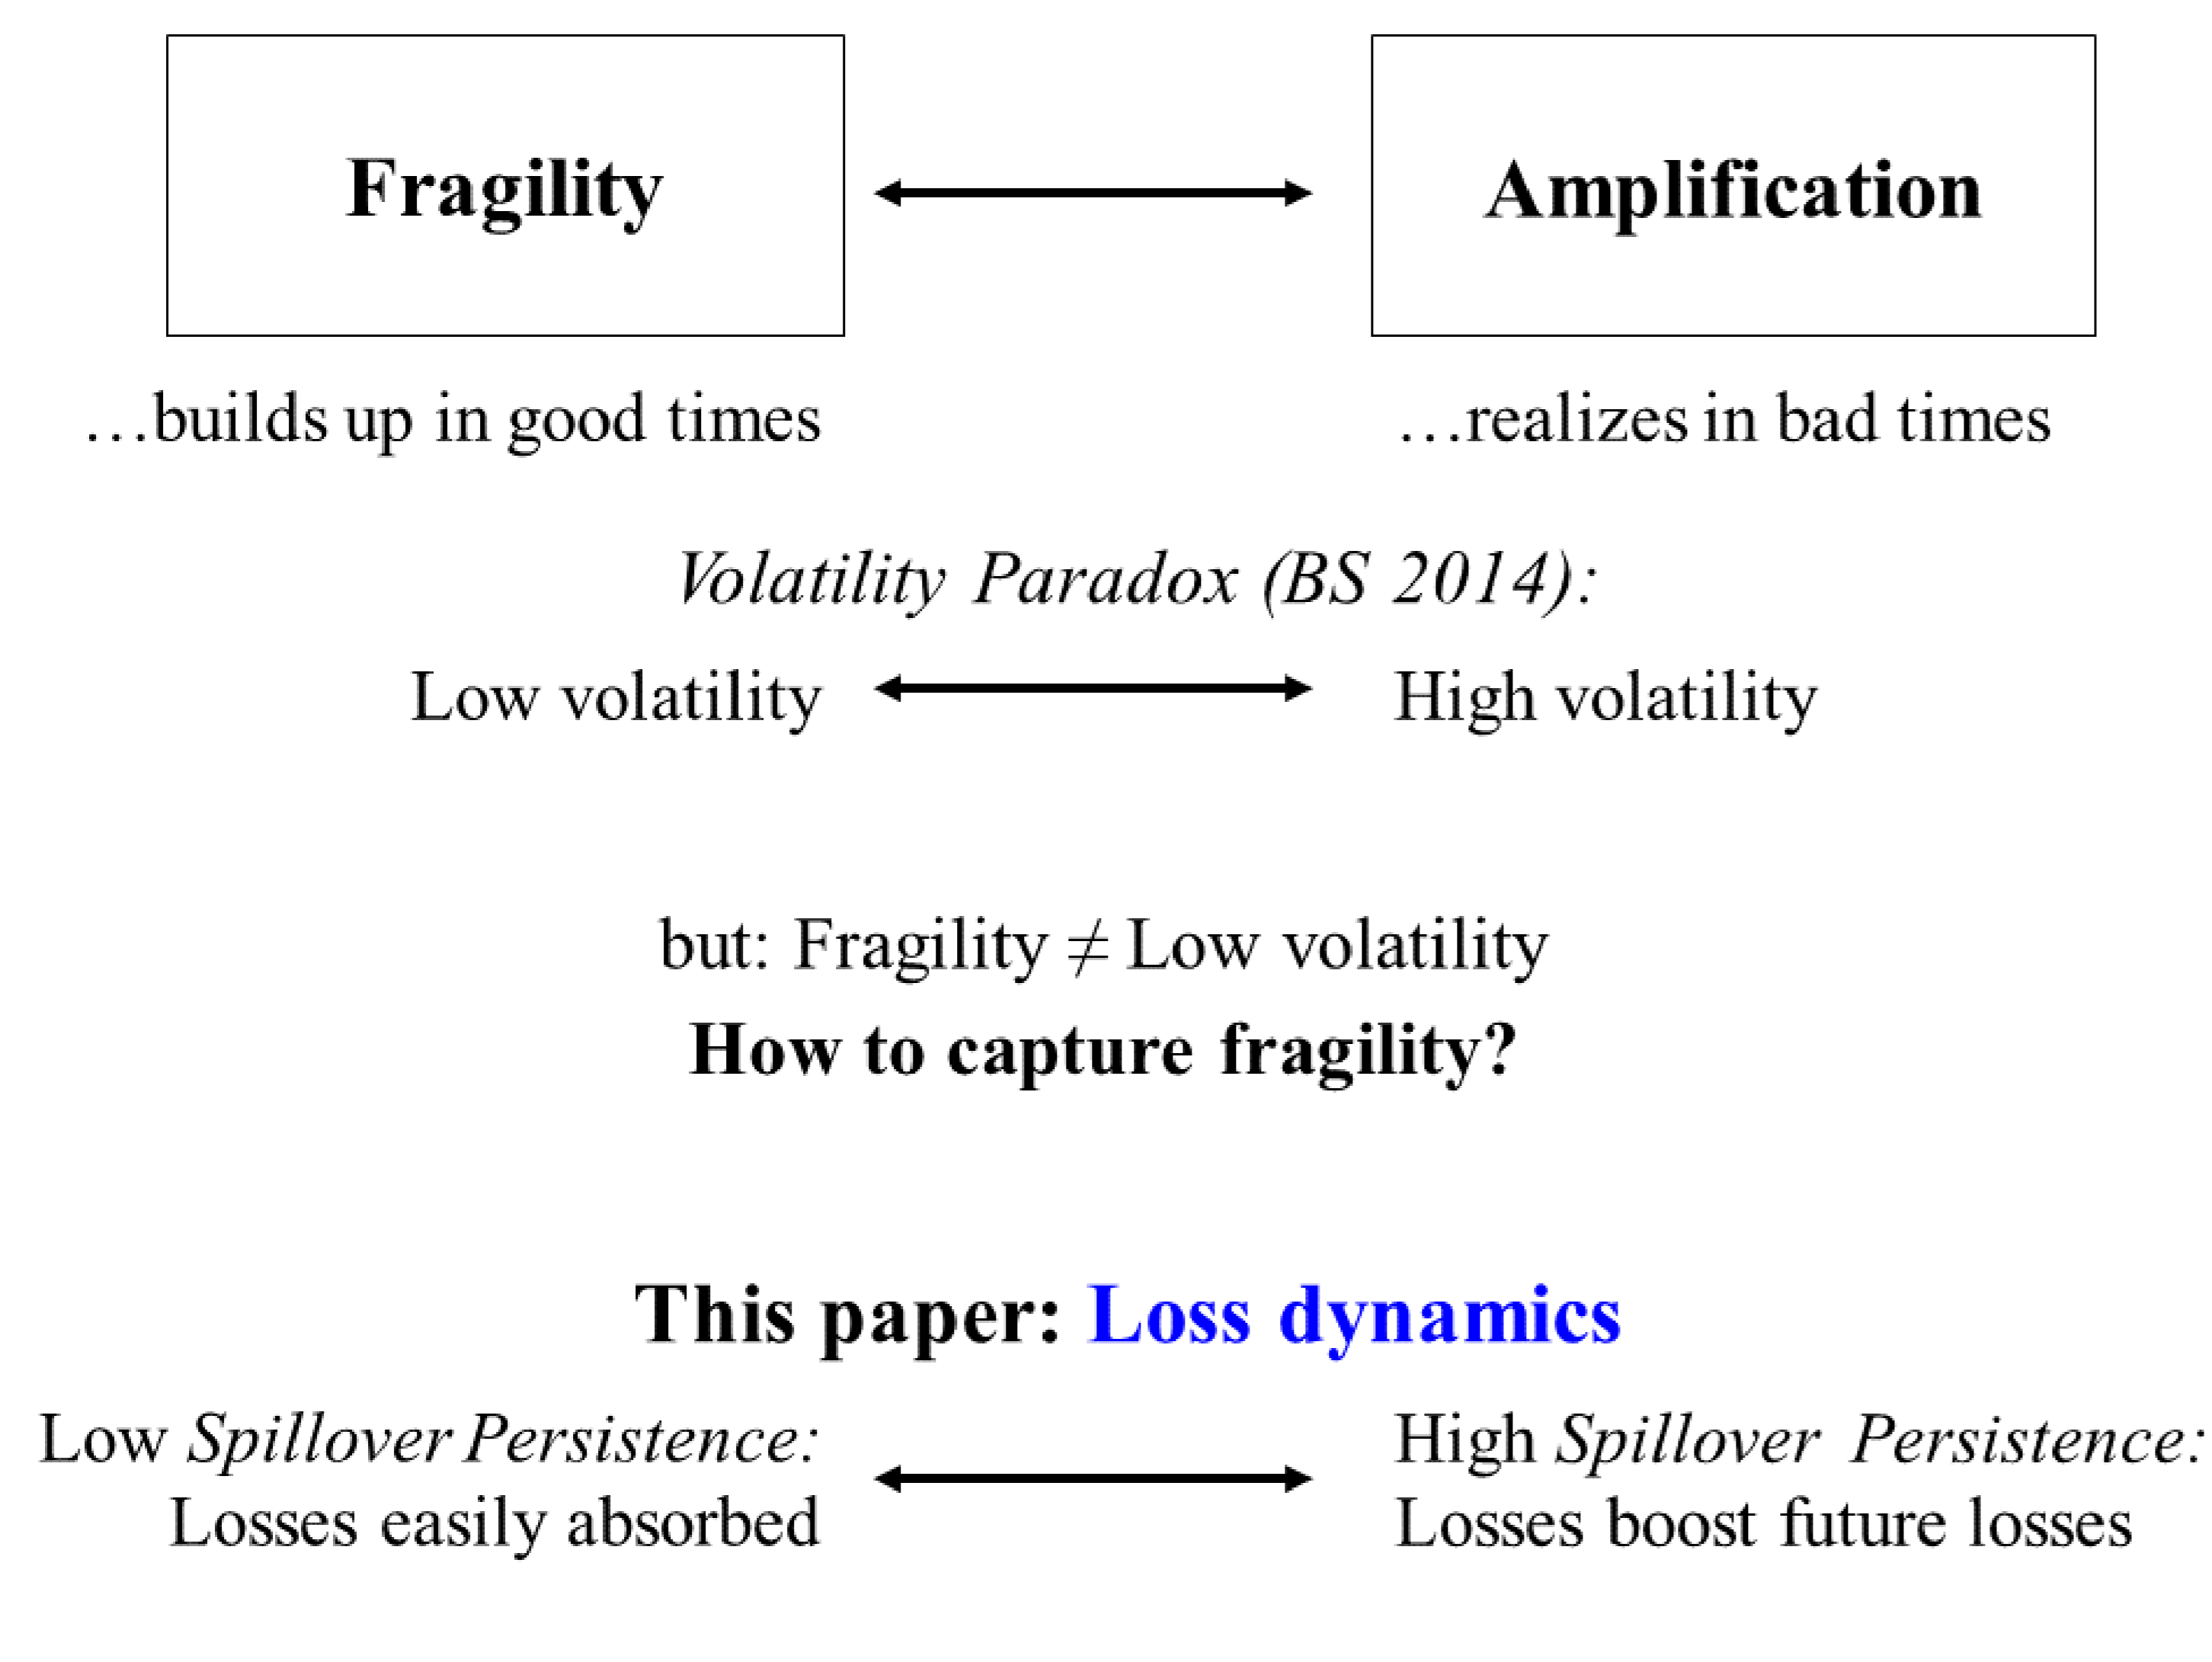 Fragility
Amplification
…builds up in good times
…realizes in bad times
Volatility Paradox (BS 2014):
Low volatility
High volatility
but: Fragility ≠ Low volatility
How to capture fragility?
This paper: Loss dynamics
Low Spillover Persistence:
Losses easily absorbed
High Spillover Persistence:
Losses boost future losses